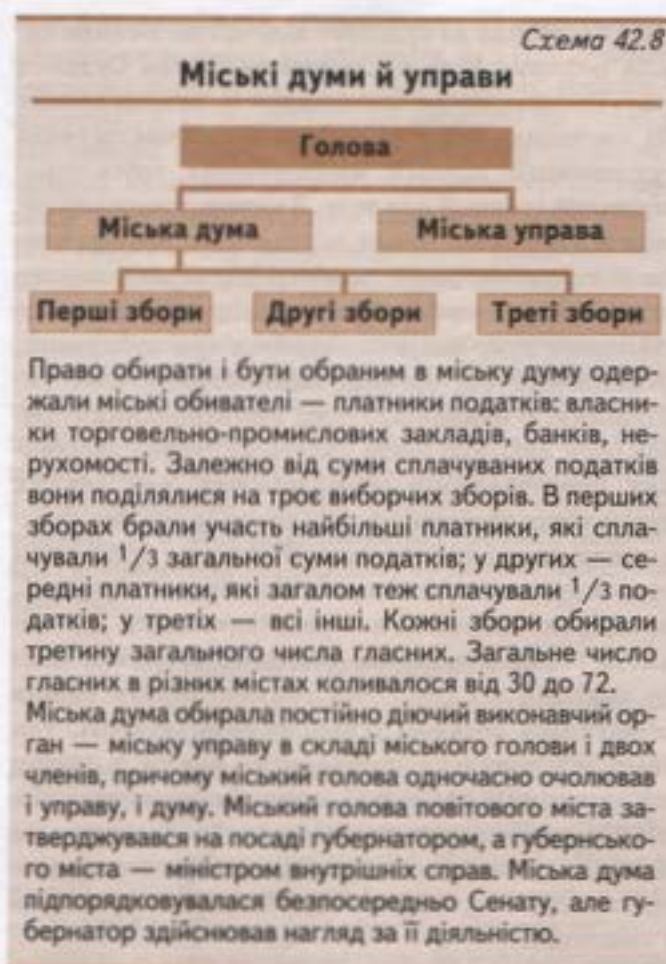 Схема 42.8
Міські думи й управи
Голова
Міська дума
Міська управа
Перші збори
Другі збори
Треті збори
Право обирати і бути обраним в міську думу одер-
жали міські обивателі — платники податків: власни-
ки торговельно-промислових закладів, банків, не-
рухомості. Залежно від суми сплачуваних податків
вони поділялися на троє виборчих зборів. В перших
зборах брали участь найбільші платники, які спла-
чували 1/3 загальної суми податків; у других — се-
редні платники, які загалом теж сплачували 1/3 по-
датків; у третіх — всі інші. Кожні збори обирали
третину загального числа гласних. Загальне число
гласних в різних містах коливалося від 30 до 72.
Міська дума обирала постійно діючий виконавчий ор-
ган — міську управу в складі міського голови і двох
членів, причому міський голова одночасно очолював
і управу, і думу. Міський голова повітового міста за-
тверджувався на посаді губернатором, а губернсько-
го міста — міністром внутрішніх справ. Міська дума
підпорядковувалася безпосередньо Сенату, але гу-
бернатор здійснював нагляд за її діяльністю.